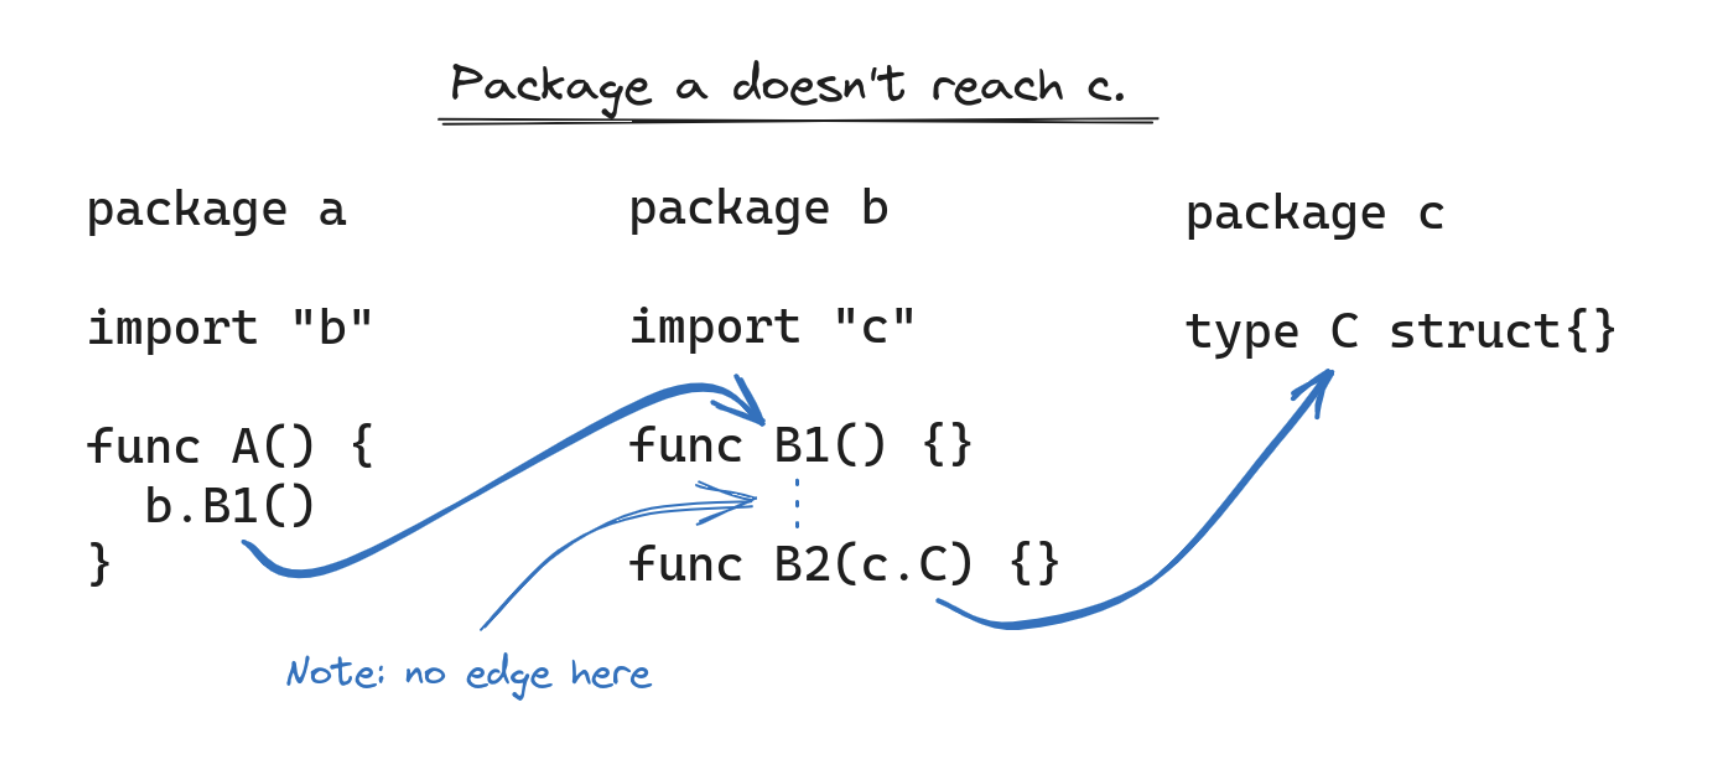 Package a doesn't reach c.
package a
import "b"
func A() {
b.B1()
}
package b
import "c"
func B1() {}
func B2(c.C) {}
package c
type C struct{}
Note: no edge here